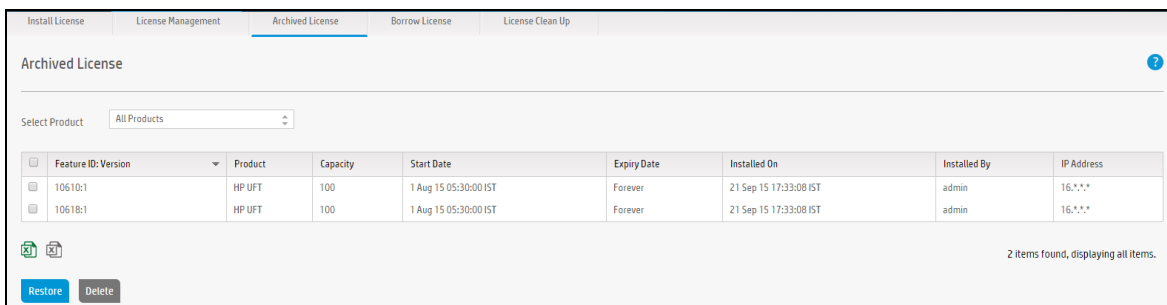 Install License License Management Archived License Borrow License License Clean Up
Archived License
?
Select Product All Products
Feature ID: Version Product Capacity Start Date Expiry Date Installed On Installed By IP Address
10610:1 HP UFT 100 1 Aug 15 05:30:00 IST Forever 21 Sep 15 17:33:08 IST admin 16.*.*.*
10618:1 HP UFT 100 1 Aug 15 05:30:00 IST Forever 21 Sep 15 17:33:08 IST admin 16.*.*.*
2 items found, displaying all items.
Restore Delete